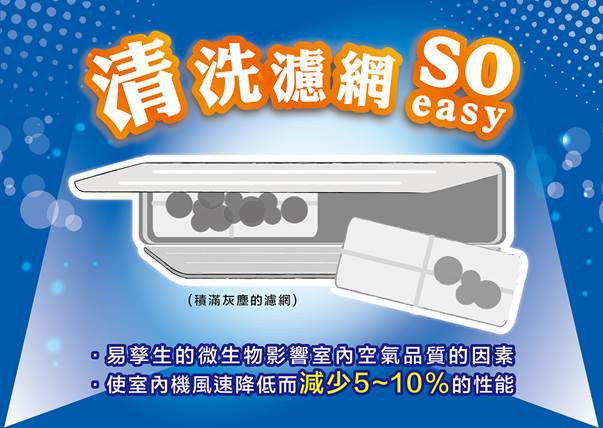 清洗濾網 SO easy
(積滿灰塵的濾網)
·易孳生的微生物影響室內空氣品質的因素
·使室內機風速降低而減少5~10%的性能